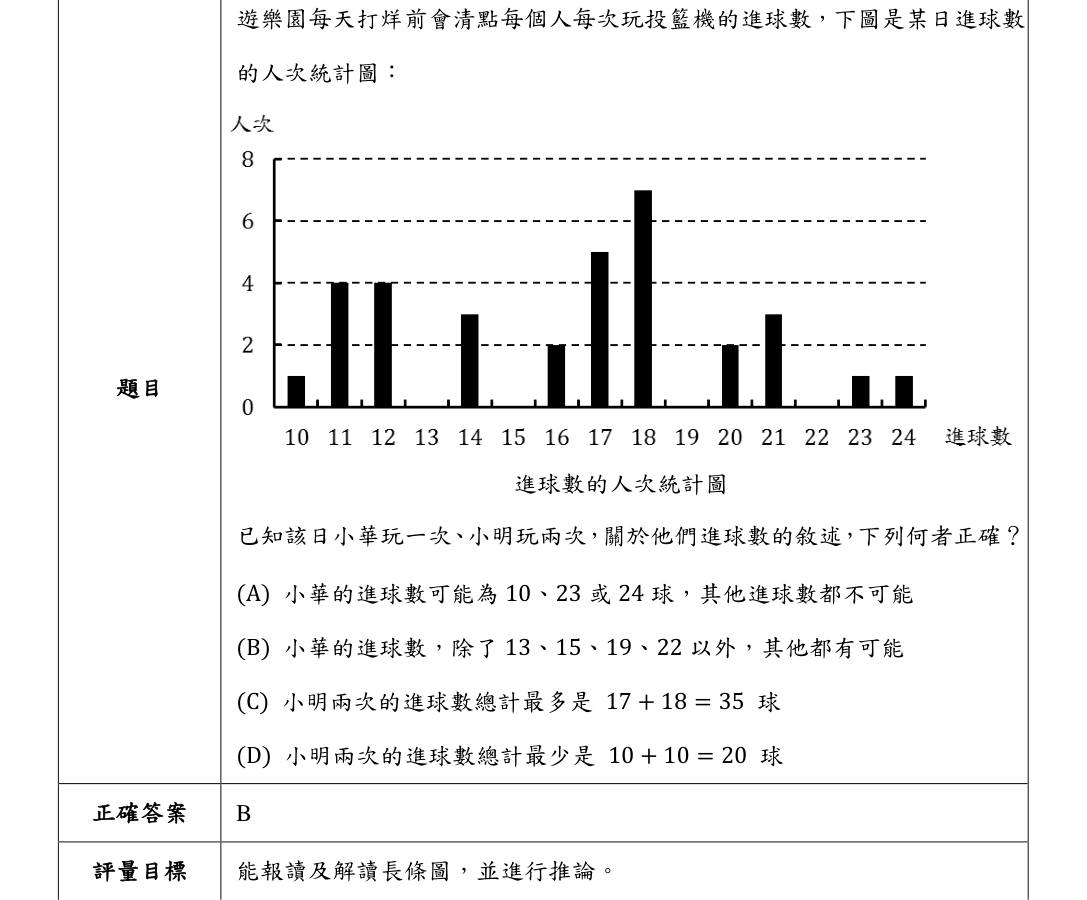 遊樂園每天打烊前會清點每個人每次玩投籃機的進球數，下圖是某日進球數
的人次統計圖：
人次
8
6
4
2
0
10 11 12 13 14 15 16 17 18 19 20 21 22 23 24 進球數
進球數的人次統計圖
題目
已知該日小華玩一次、小明玩兩次，關於他們進球數的敘述，下列何者正確？
(A) 小華的進球數可能為 10、23 或 24 球，其他進球數都不可能
(B) 小華的進球數，除了 13、15、19、22 以外，其他都有可能
(C) 小明兩次的進球數總計最多是 17 + 18 = 35 球
(D) 小明兩次的進球數總計最少是 10 + 10 = 20 球
正確答案 B
評量目標 能報讀及解讀長條圖，並進行推論。